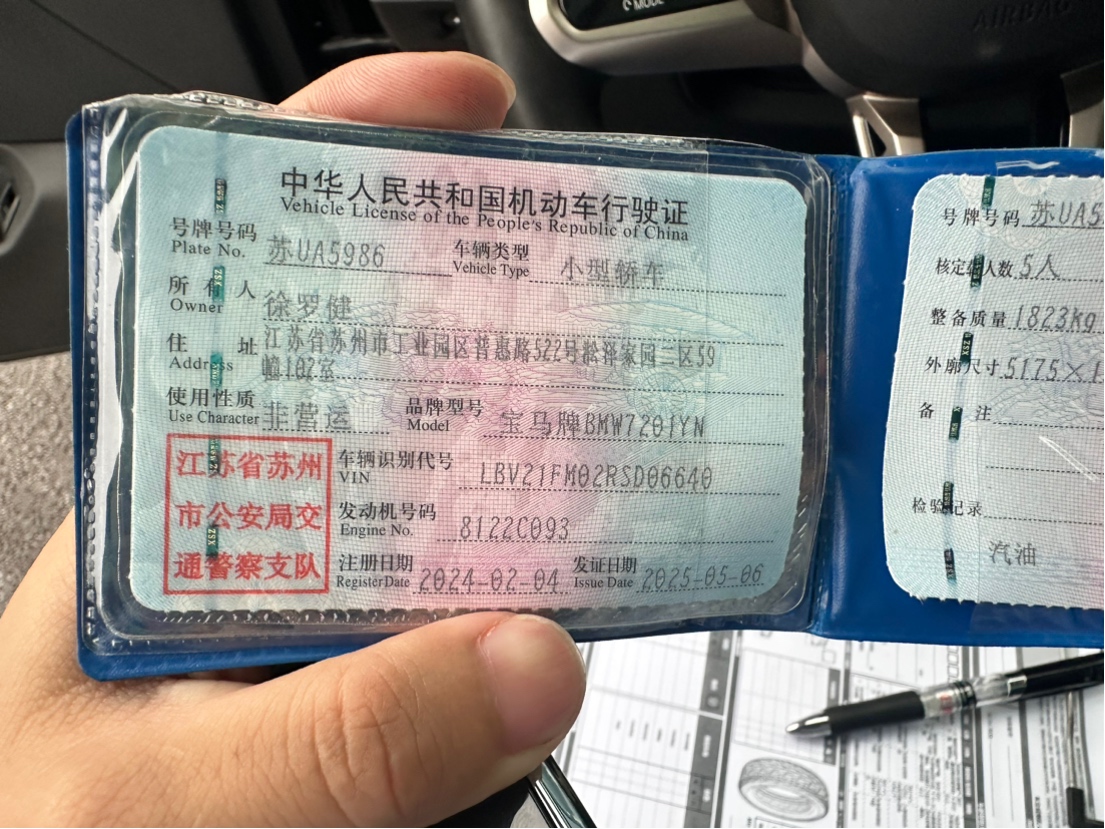 MODE
AIRBAG
中华人民共和国机动车行驶证
Vehicle License of the People's Republic of China
号牌号码 苏UA5986 车辆类型 小型轿车
Plate No. Vehicle Type
所有人 徐罗健
Owner
住址 江苏省苏州市工业园区普惠路522号淞泽家园二区59
Address 幢102室
使用性质 非营运 品牌型号 宝马牌BMW7201YN
Use Character Model
江苏省苏州
市公安局交
通警察支队
车辆识别代号 LBV21FM02RSD06640
VIN
发动机号码 8122C093
Engine No.
注册日期 2024-02-04 发证日期 2025-05-06
Register Date Issue Date
号牌号码 苏UA5
核定载人数 5人
整备质量 1823kg
外廓尺寸 5175×1
备注
检验记录
汽油